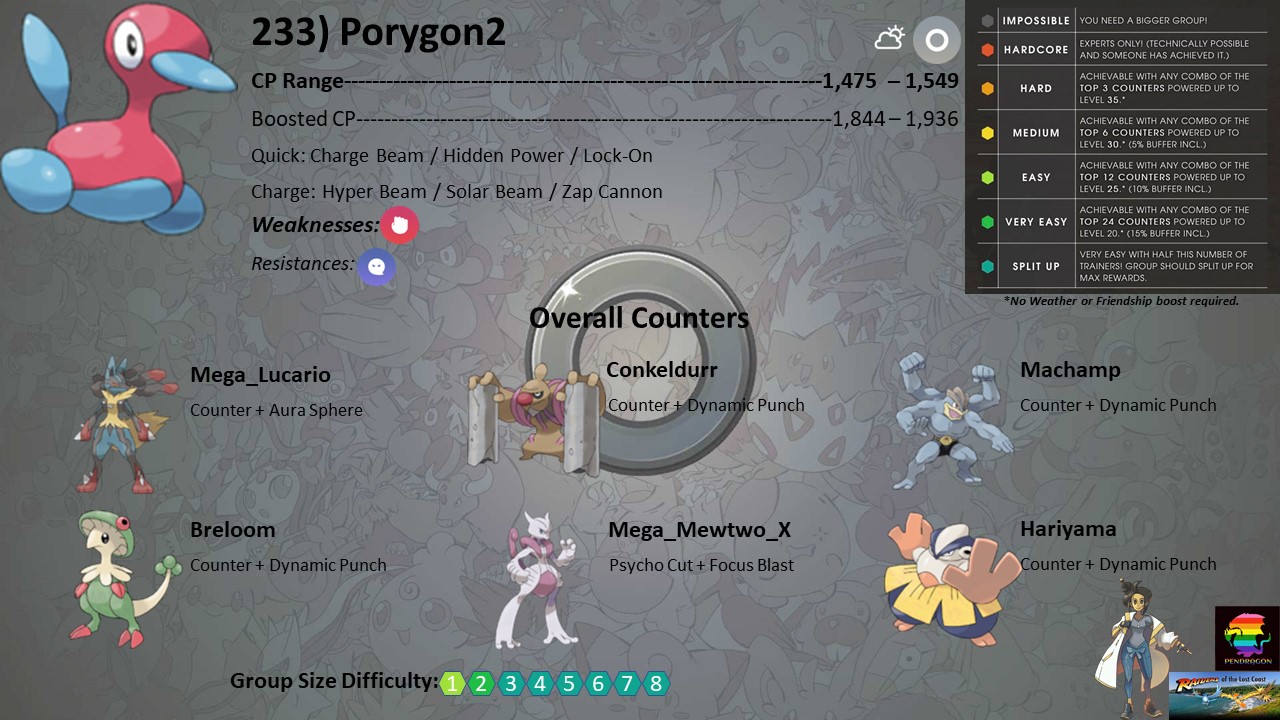 233) Porygon2
CP Range--------------------------------------------------------------------1,475 – 1,549
Boosted CP--------------------------------------------------------------------1,844 – 1,936
Quick: Charge Beam / Hidden Power / Lock-On
Charge: Hyper Beam / Solar Beam / Zap Cannon
Weaknesses:
Resistances:
IMPOSSIBLE YOU NEED A BIGGER GROUP!
HARDCORE EXPERTS ONLY! (TECHNICALLY POSSIBLE
AND SOMEONE HAS ACHIEVED IT.)
HARD ACHIEVABLE WITH ANY COMBO OF THE
TOP 3 COUNTERS POWERED UP TO
LEVEL 35.*
MEDIUM ACHIEVABLE WITH ANY COMBO OF THE
TOP 6 COUNTERS POWERED UP TO
LEVEL 30.* (5% BUFFER INCL.)
EASY ACHIEVABLE WITH ANY COMBO OF THE
TOP 12 COUNTERS POWERED UP TO
LEVEL 25.* (10% BUFFER INCL.)
VERY EASY ACHIEVABLE WITH ANY COMBO OF THE
TOP 24 COUNTERS POWERED UP TO
LEVEL 20.* (15% BUFFER INCL.)
SPLIT UP VERY EASY WITH HALF THIS NUMBER OF
TRAINERS! GROUP SHOULD SPLIT UP FOR
MAX REWARDS.
*No Weather or Friendship boost required.
Overall Counters
Mega_Lucario
Counter + Aura Sphere
Conkeldurr
Counter + Dynamic Punch
Machamp
Counter + Dynamic Punch
Breloom
Counter + Dynamic Punch
Mega_Mewtwo_X
Psycho Cut + Focus Blast
Hariyama
Counter + Dynamic Punch
Group Size Difficulty: 1 2 3 4 5 6 7 8
PENDROGON
RAIDERS of the Lost Coast